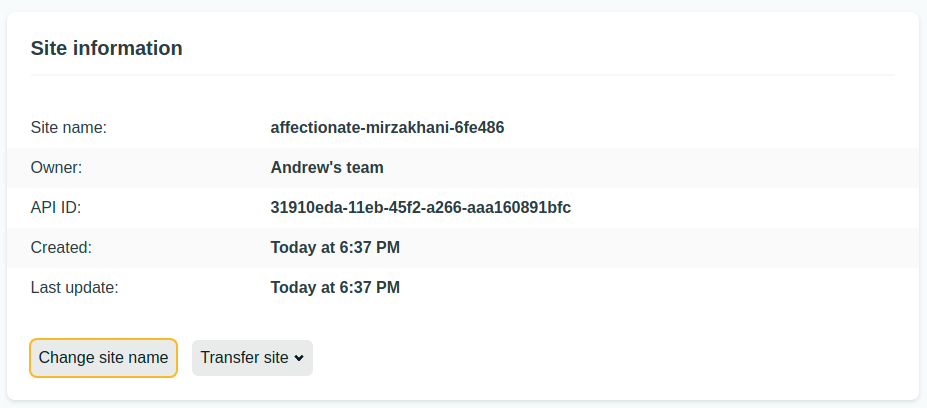 Site information
Site name: affectionate-mirzakhani-6fe486
Owner: Andrew's team
API ID: 31910eda-11eb-45f2-a266-aaa160891bfc
Created: Today at 6:37 PM
Last update: Today at 6:37 PM
Change site name Transfer site